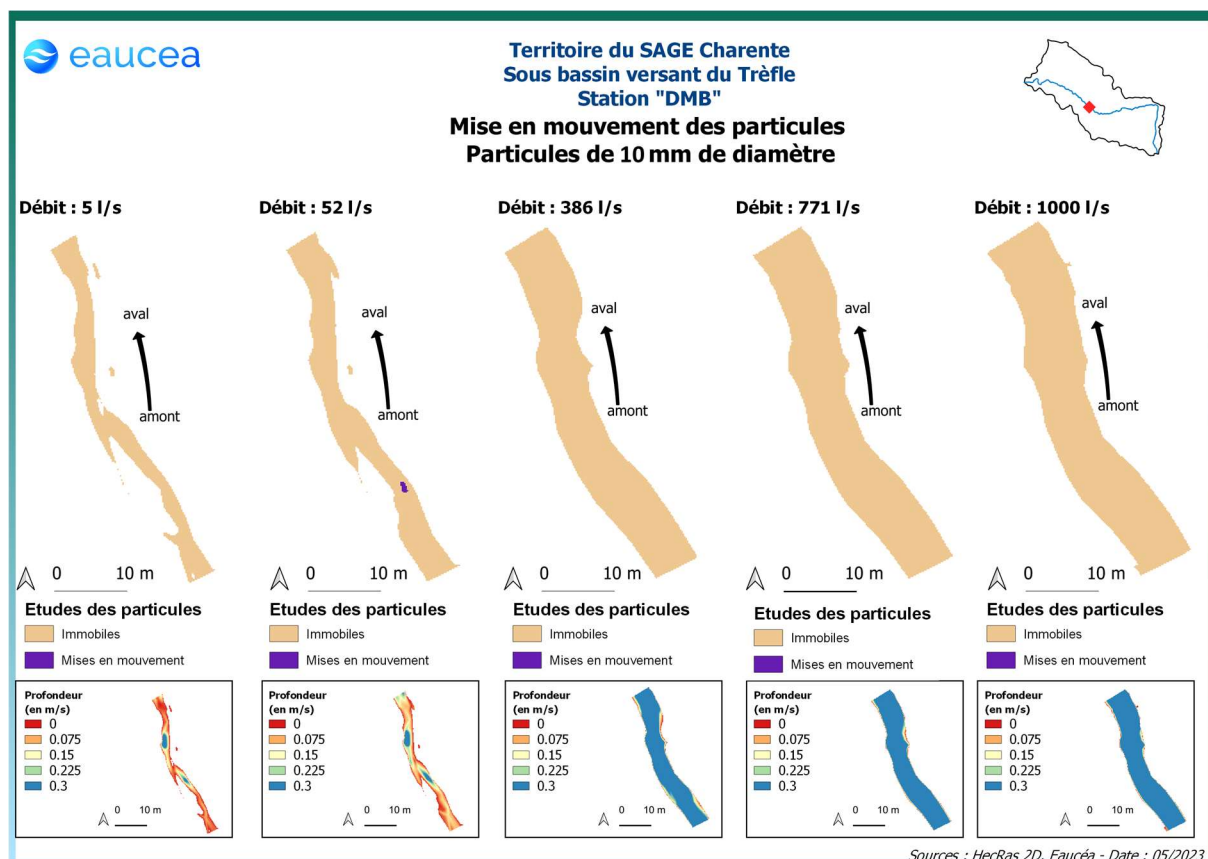 eaucea
Territoire du SAGE Charente
Sous bassin versant du Trèfle
Station "DMB"
Mise en mouvement des particules
Particules de 10 mm de diamètre
Débit : 5 l/s
aval
amont
0 10 m
Etudes des particules
Immobiles
Mises en mouvement
Profondeur
(en m/s)
0
0.075
0.15
0.225
0.3
0 10 m
Débit : 52 l/s
aval
amont
0 10 m
Etudes des particules
Immobiles
Mises en mouvement
Profondeur
(en m/s)
0
0.075
0.15
0.225
0.3
0 10 m
Débit : 386 l/s
aval
amont
0 10 m
Etudes des particules
Immobiles
Mises en mouvement
Profondeur
(en m/s)
0
0.075
0.15
0.225
0.3
0 10 m
Débit : 771 l/s
aval
amont
0 10 m
Etudes des particules
Immobiles
Mises en mouvement
Profondeur
(en m/s)
0
0.075
0.15
0.225
0.3
0 10 m
Débit : 1000 l/s
aval
amont
0 10 m
Etudes des particules
Immobiles
Mises en mouvement
Profondeur
(en m/s)
0
0.075
0.15
0.225
0.3
0 10 m
Sources : HecRas 2D, Eaucéa - Date : 05/2023